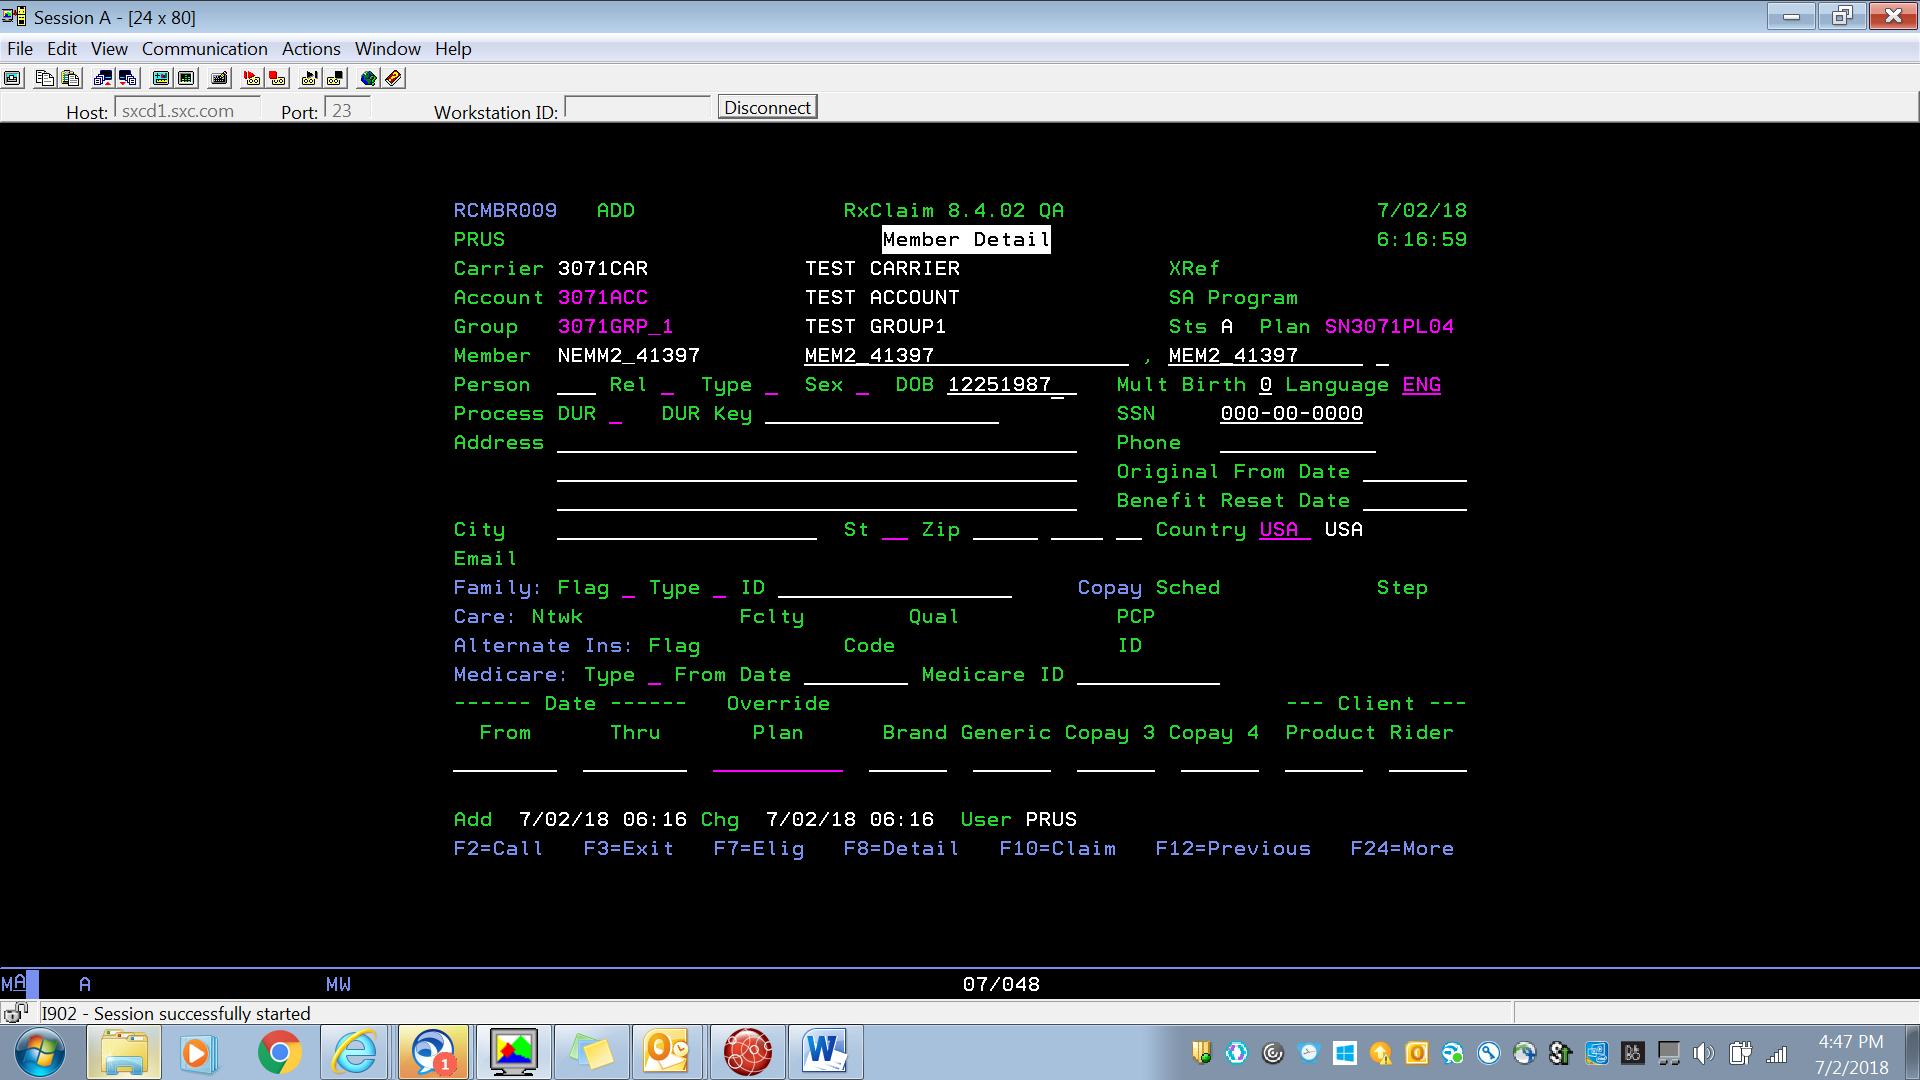 Session A - [24 x 80]
File Edit View Communication Actions Window Help
Host: sxcd1.sxc.com Port: 23 Workstation ID: Disconnect
RCMBR009 ADD RxClaim 8.4.02 QA 7/02/18
PRUS Member Detail 6:16:59
Carrier 3071CAR TEST CARRIER XRef
Account 3071ACC TEST ACCOUNT SA Program
Group 3071GRP_1 TEST GROUP1 Sts A Plan SN3071PL04
Member NEMM2_41397 MEM2_41397 , MEM2_41397
Person Rel Type Sex DOB 12251987 Mult Birth 0 Language ENG
Process DUR DUR Key SSN 000-00-0000
Address Phone
Original From Date
Benefit Reset Date
City St Zip Country USA USA
Email
Family: Flag Type ID Copay Sched Step
Care: Ntwk Fclty Qual PCP
Alternate Ins: Flag Code ID
Medicare: Type From Date Medicare ID
------ Date ------ Override --- Client ---
From Thru Plan Brand Generic Copay 3 Copay 4 Product Rider
Add 7/02/18 06:16 Chg 7/02/18 06:16 User PRUS
F2=Call F3=Exit F7=Elig F8=Detail F10=Claim F12=Previous F24=More
MA A MW 07/048
I902 - Session successfully started
1
4:47 PM
7/2/2018